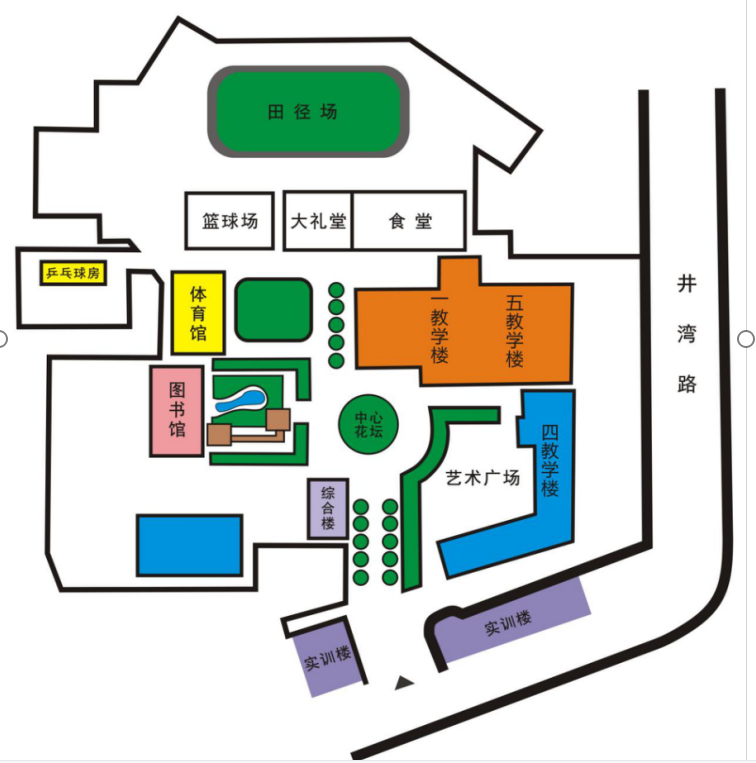 田径场
篮球场
大礼堂
食堂
乒乓球房
体育馆
一教学楼
五教学楼
井湾路
图书馆
中心
花坛
四教学楼
艺术广场
综合楼
实训楼
实训楼